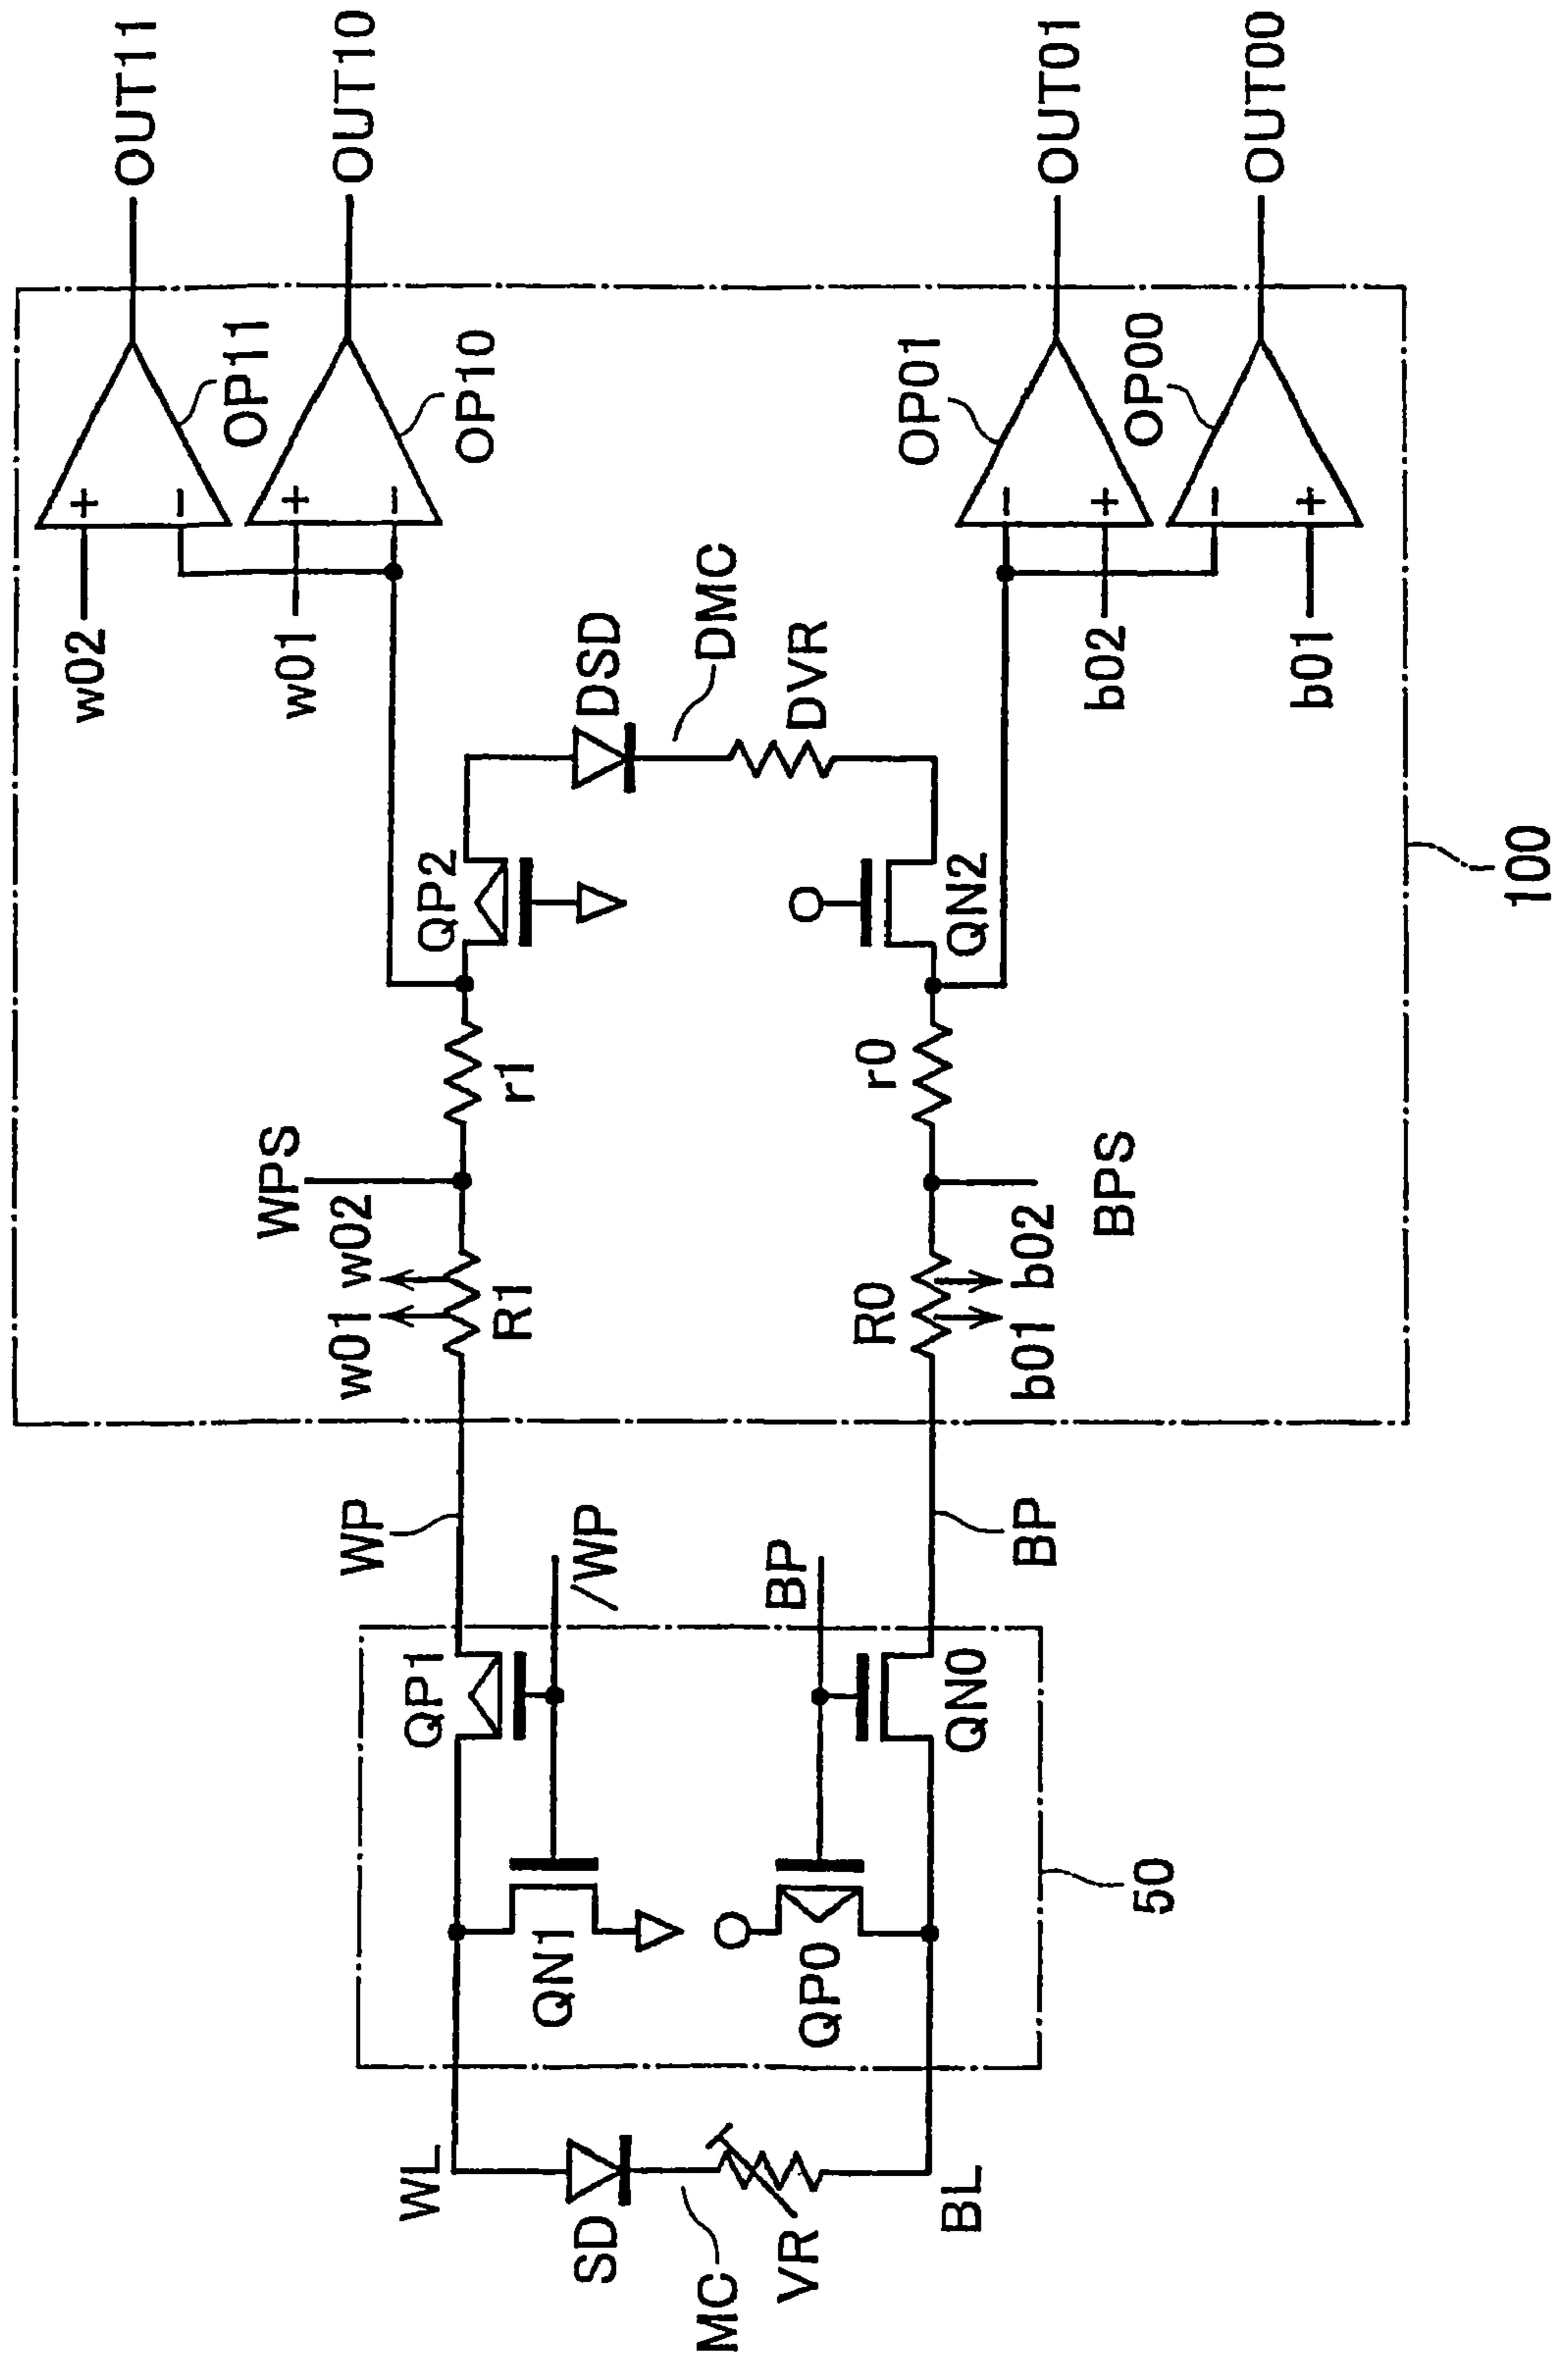 OUT11
OUT10
OUT01
OUT00
OP11
OP10
OP01
OP00
+
-
+
-
-
+
-
+
w02
w01
b02
b01
DSD
DMC
DVR
QP2
QN2
r1
r0
WPS
BPS
w01 w02
R1
R0
b01 b02
100
WP
/WP
BP
BP
QP1
QN0
QN1
QP0
50
WL
SD
MC
VR
BL